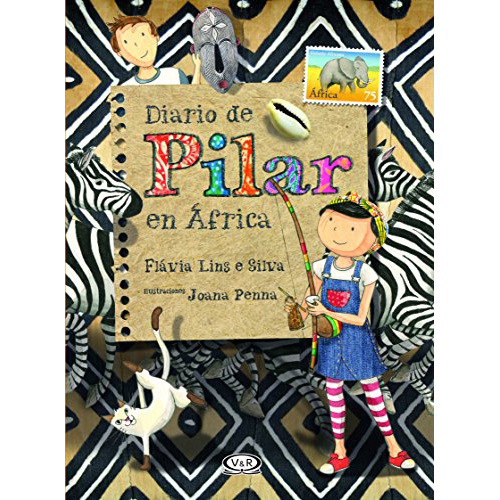 África
75
Diario de
Pilar
en África
Flávia Lins e Silva
Ilustraciones
Joana Penna
V&R